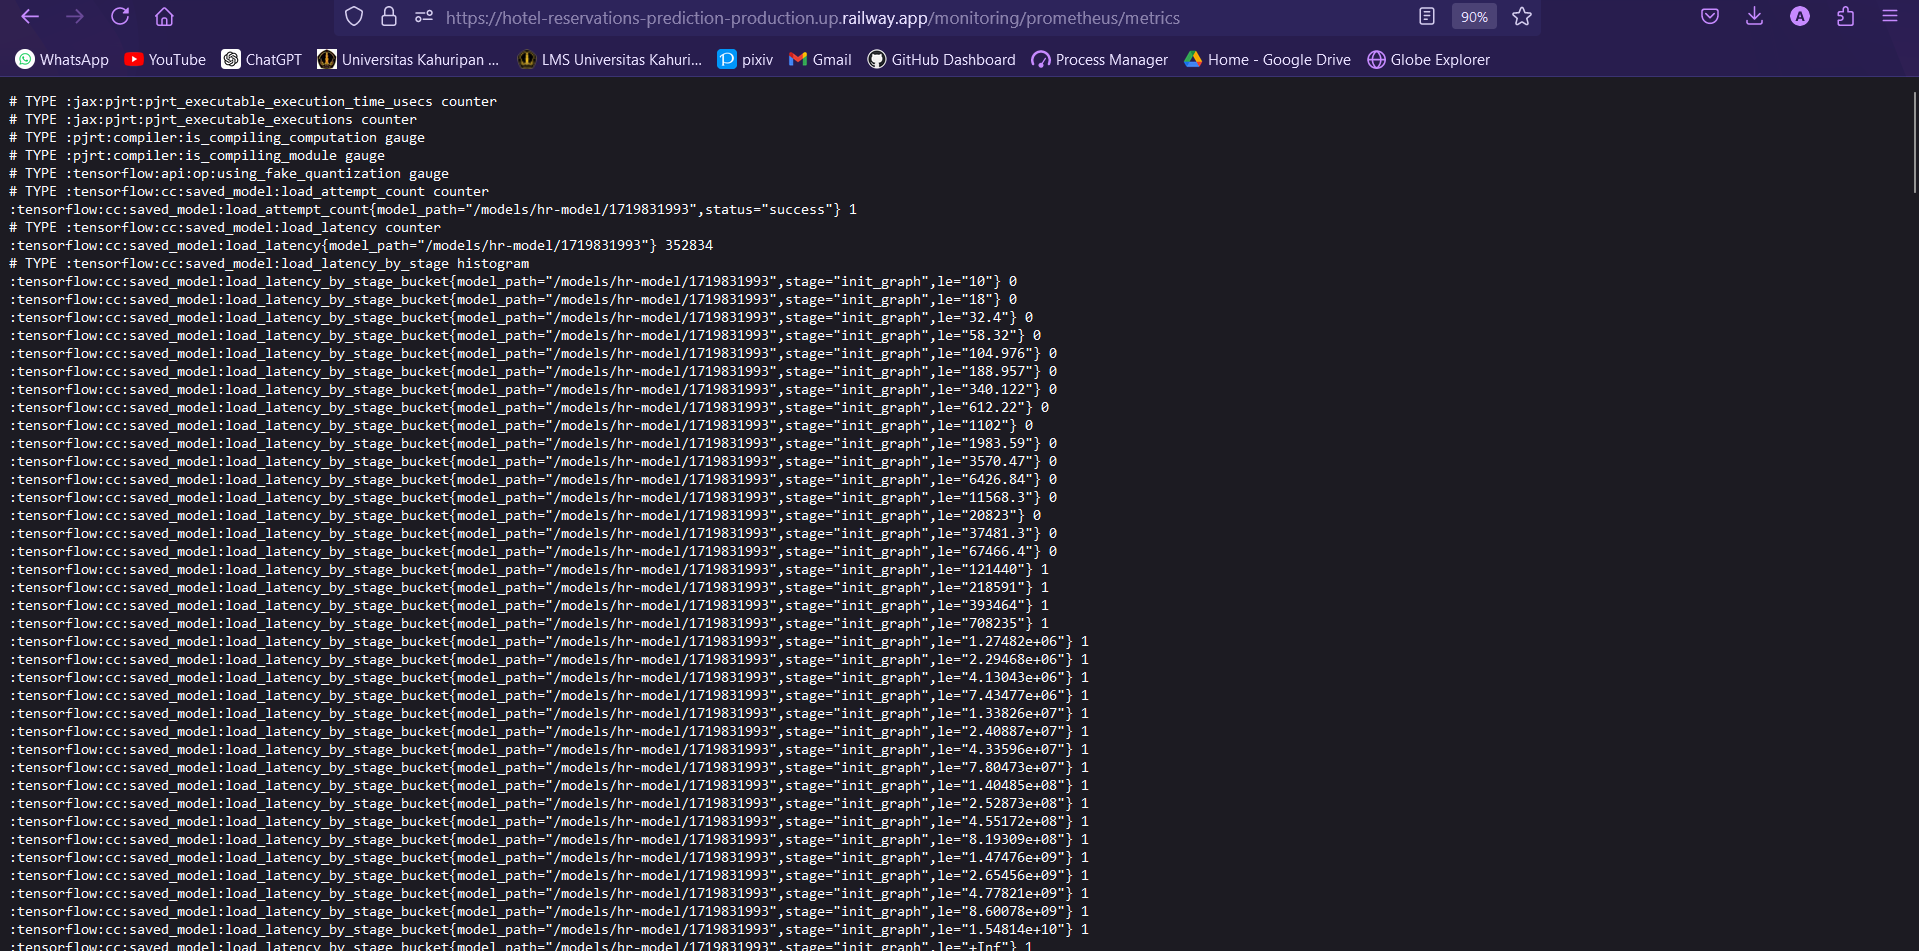 https://hotel-reservations-prediction-production.up.railway.app/monitoring/prometheus/metrics 90% A
WhatsApp YouTube ChatGPT Universitas Kahuripan ... LMS Universitas Kahuri... pixiv Gmail GitHub Dashboard Process Manager Home - Google Drive Globe Explorer
# TYPE :jax:pjrt:pjrt_executable_execution_time_usecs counter
# TYPE :jax:pjrt:pjrt_executable_executions counter
# TYPE :pjrt:compiler:is_compiling_computation gauge
# TYPE :pjrt:compiler:is_compiling_module gauge
# TYPE :tensorflow:api:op:using_fake_quantization gauge
# TYPE :tensorflow:cc:saved_model:load_attempt_count counter
:tensorflow:cc:saved_model:load_attempt_count{model_path="/models/hr-model/1719831993",status="success"} 1
# TYPE :tensorflow:cc:saved_model:load_latency counter
:tensorflow:cc:saved_model:load_latency{model_path="/models/hr-model/1719831993"} 352834
# TYPE :tensorflow:cc:saved_model:load_latency_by_stage histogram
:tensorflow:cc:saved_model:load_latency_by_stage_bucket{model_path="/models/hr-model/1719831993",stage="init_graph",le="10"} 0
:tensorflow:cc:saved_model:load_latency_by_stage_bucket{model_path="/models/hr-model/1719831993",stage="init_graph",le="18"} 0
:tensorflow:cc:saved_model:load_latency_by_stage_bucket{model_path="/models/hr-model/1719831993",stage="init_graph",le="32.4"} 0
:tensorflow:cc:saved_model:load_latency_by_stage_bucket{model_path="/models/hr-model/1719831993",stage="init_graph",le="58.32"} 0
:tensorflow:cc:saved_model:load_latency_by_stage_bucket{model_path="/models/hr-model/1719831993",stage="init_graph",le="104.976"} 0
:tensorflow:cc:saved_model:load_latency_by_stage_bucket{model_path="/models/hr-model/1719831993",stage="init_graph",le="188.957"} 0
:tensorflow:cc:saved_model:load_latency_by_stage_bucket{model_path="/models/hr-model/1719831993",stage="init_graph",le="340.122"} 0
:tensorflow:cc:saved_model:load_latency_by_stage_bucket{model_path="/models/hr-model/1719831993",stage="init_graph",le="612.22"} 0
:tensorflow:cc:saved_model:load_latency_by_stage_bucket{model_path="/models/hr-model/1719831993",stage="init_graph",le="1102"} 0
:tensorflow:cc:saved_model:load_latency_by_stage_bucket{model_path="/models/hr-model/1719831993",stage="init_graph",le="1983.59"} 0
:tensorflow:cc:saved_model:load_latency_by_stage_bucket{model_path="/models/hr-model/1719831993",stage="init_graph",le="3570.47"} 0
:tensorflow:cc:saved_model:load_latency_by_stage_bucket{model_path="/models/hr-model/1719831993",stage="init_graph",le="6426.84"} 0
:tensorflow:cc:saved_model:load_latency_by_stage_bucket{model_path="/models/hr-model/1719831993",stage="init_graph",le="11568.3"} 0
:tensorflow:cc:saved_model:load_latency_by_stage_bucket{model_path="/models/hr-model/1719831993",stage="init_graph",le="20823"} 0
:tensorflow:cc:saved_model:load_latency_by_stage_bucket{model_path="/models/hr-model/1719831993",stage="init_graph",le="37481.3"} 0
:tensorflow:cc:saved_model:load_latency_by_stage_bucket{model_path="/models/hr-model/1719831993",stage="init_graph",le="67466.4"} 0
:tensorflow:cc:saved_model:load_latency_by_stage_bucket{model_path="/models/hr-model/1719831993",stage="init_graph",le="121440"} 1
:tensorflow:cc:saved_model:load_latency_by_stage_bucket{model_path="/models/hr-model/1719831993",stage="init_graph",le="218591"} 1
:tensorflow:cc:saved_model:load_latency_by_stage_bucket{model_path="/models/hr-model/1719831993",stage="init_graph",le="393464"} 1
:tensorflow:cc:saved_model:load_latency_by_stage_bucket{model_path="/models/hr-model/1719831993",stage="init_graph",le="708235"} 1
:tensorflow:cc:saved_model:load_latency_by_stage_bucket{model_path="/models/hr-model/1719831993",stage="init_graph",le="1.27482e+06"} 1
:tensorflow:cc:saved_model:load_latency_by_stage_bucket{model_path="/models/hr-model/1719831993",stage="init_graph",le="2.29468e+06"} 1
:tensorflow:cc:saved_model:load_latency_by_stage_bucket{model_path="/models/hr-model/1719831993",stage="init_graph",le="4.13043e+06"} 1
:tensorflow:cc:saved_model:load_latency_by_stage_bucket{model_path="/models/hr-model/1719831993",stage="init_graph",le="7.43477e+06"} 1
:tensorflow:cc:saved_model:load_latency_by_stage_bucket{model_path="/models/hr-model/1719831993",stage="init_graph",le="1.33826e+07"} 1
:tensorflow:cc:saved_model:load_latency_by_stage_bucket{model_path="/models/hr-model/1719831993",stage="init_graph",le="2.40887e+07"} 1
:tensorflow:cc:saved_model:load_latency_by_stage_bucket{model_path="/models/hr-model/1719831993",stage="init_graph",le="4.33596e+07"} 1
:tensorflow:cc:saved_model:load_latency_by_stage_bucket{model_path="/models/hr-model/1719831993",stage="init_graph",le="7.80473e+07"} 1
:tensorflow:cc:saved_model:load_latency_by_stage_bucket{model_path="/models/hr-model/1719831993",stage="init_graph",le="1.40485e+08"} 1
:tensorflow:cc:saved_model:load_latency_by_stage_bucket{model_path="/models/hr-model/1719831993",stage="init_graph",le="2.52873e+08"} 1
:tensorflow:cc:saved_model:load_latency_by_stage_bucket{model_path="/models/hr-model/1719831993",stage="init_graph",le="4.55172e+08"} 1
:tensorflow:cc:saved_model:load_latency_by_stage_bucket{model_path="/models/hr-model/1719831993",stage="init_graph",le="8.19309e+08"} 1
:tensorflow:cc:saved_model:load_latency_by_stage_bucket{model_path="/models/hr-model/1719831993",stage="init_graph",le="1.47476e+09"} 1
:tensorflow:cc:saved_model:load_latency_by_stage_bucket{model_path="/models/hr-model/1719831993",stage="init_graph",le="2.65456e+09"} 1
:tensorflow:cc:saved_model:load_latency_by_stage_bucket{model_path="/models/hr-model/1719831993",stage="init_graph",le="4.77821e+09"} 1
:tensorflow:cc:saved_model:load_latency_by_stage_bucket{model_path="/models/hr-model/1719831993",stage="init_graph",le="8.60078e+09"} 1
:tensorflow:cc:saved_model:load_latency_by_stage_bucket{model_path="/models/hr-model/1719831993",stage="init_graph",le="1.54814e+10"} 1
:tensorflow:cc:saved_model:load_latency_by_stage_bucket{model_path="/models/hr-model/1719831993",stage="init_graph",le="+Inf"} 1